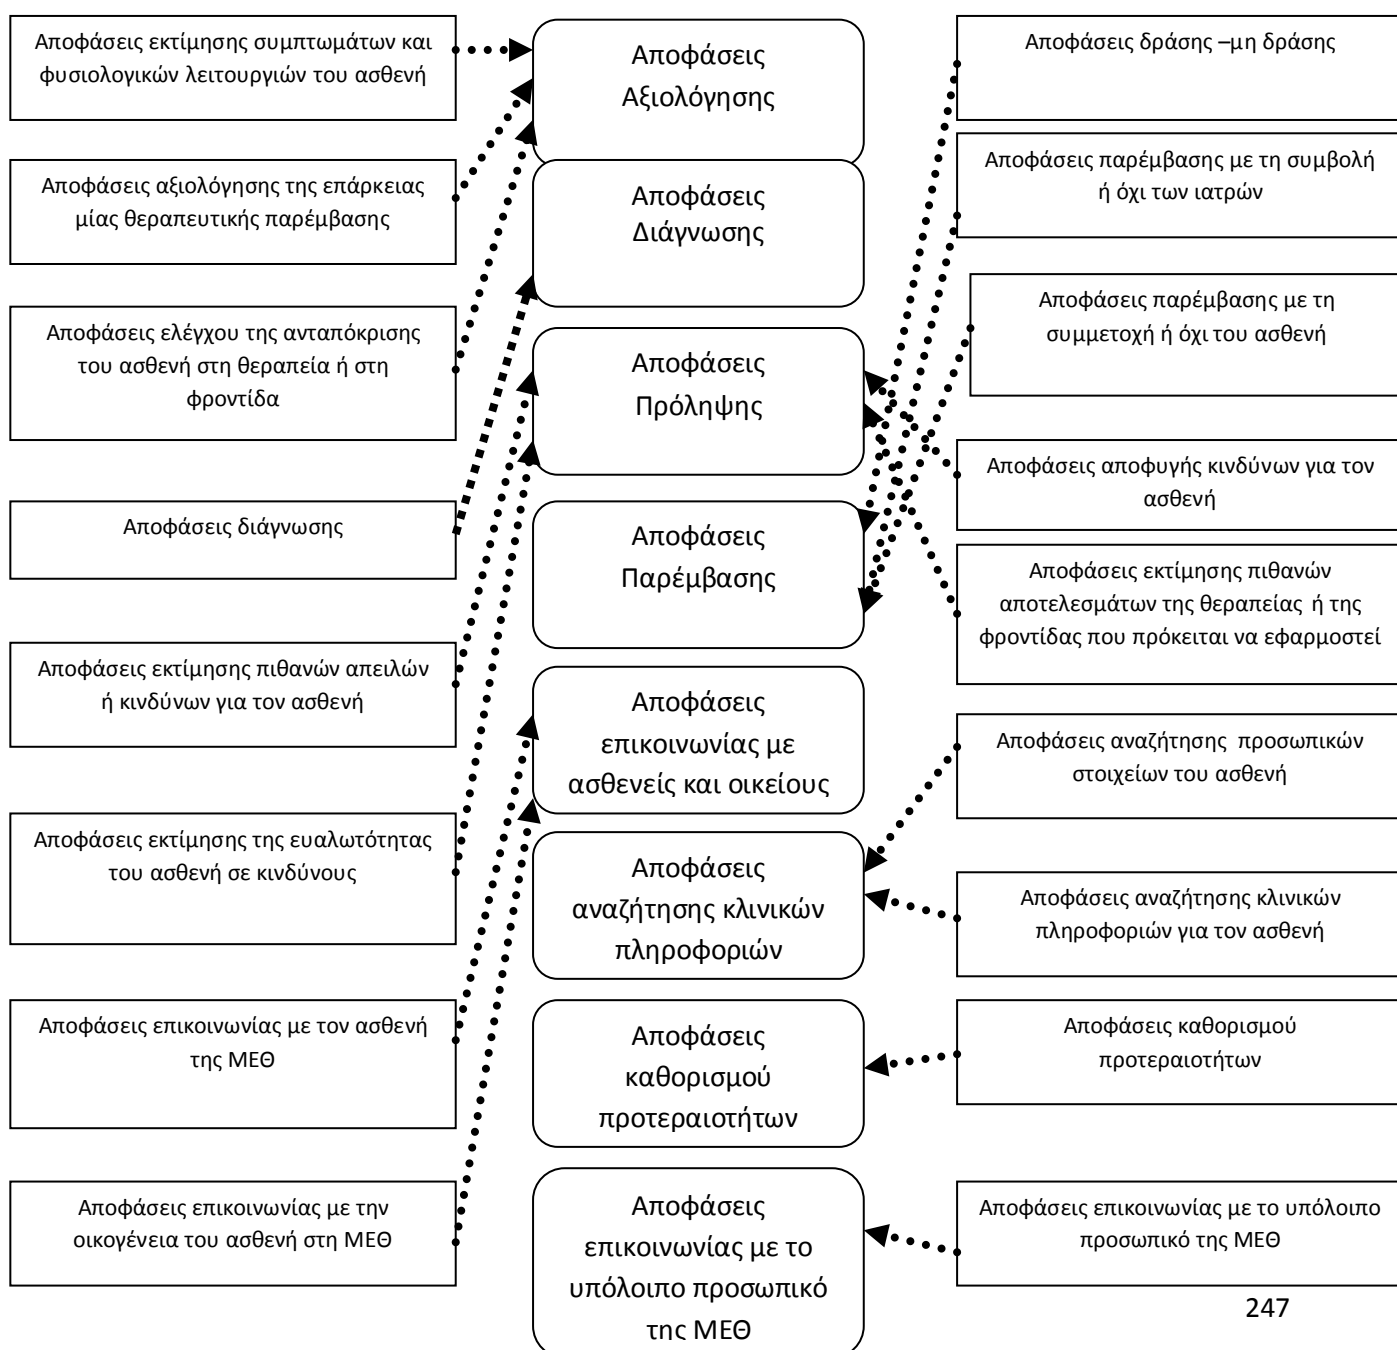 Αποφάσεις εκτίμησης συμπτωμάτων και
φυσιολογικών λειτουργιών του ασθενή
Αποφάσεις αξιολόγησης της επάρκειας
μίας θεραπευτικής παρέμβασης
Αποφάσεις ελέγχου της ανταπόκρισης
του ασθενή στη θεραπεία ή στη
φροντίδα
Αποφάσεις διάγνωσης
Αποφάσεις εκτίμησης πιθανών απειλών
ή κινδύνων για τον ασθενή
Αποφάσεις εκτίμησης της ευαλωτότητας
του ασθενή σε κινδύνους
Αποφάσεις επικοινωνίας με τον ασθενή
της ΜΕΘ
Αποφάσεις επικοινωνίας με την
οικογένεια του ασθενή στη ΜΕΘ
Αποφάσεις
Αξιολόγησης
Αποφάσεις
Διάγνωσης
Αποφάσεις
Πρόληψης
Αποφάσεις
Παρέμβασης
Αποφάσεις
επικοινωνίας με
ασθενείς και οικείους
Αποφάσεις
αναζήτησης κλινικών
πληροφοριών
Αποφάσεις
καθορισμού
προτεραιοτήτων
Αποφάσεις
επικοινωνίας με το
υπόλοιπο προσωπικό
της ΜΕΘ
Αποφάσεις δράσης –μη δράσης
Αποφάσεις παρέμβασης με τη συμβολή
ή όχι των ιατρών
Αποφάσεις παρέμβασης με τη
συμμετοχή ή όχι του ασθενή
Αποφάσεις αποφυγής κινδύνων για τον
ασθενή
Αποφάσεις εκτίμησης πιθανών
αποτελεσμάτων της θεραπείας ή της
φροντίδας που πρόκειται να εφαρμοστεί
Αποφάσεις αναζήτησης προσωπικών
στοιχείων του ασθενή
Αποφάσεις αναζήτησης κλινικών
πληροφοριών για τον ασθενή
Αποφάσεις καθορισμού
προτεραιοτήτων
Αποφάσεις επικοινωνίας με το υπόλοιπο
προσωπικό της ΜΕΘ
247